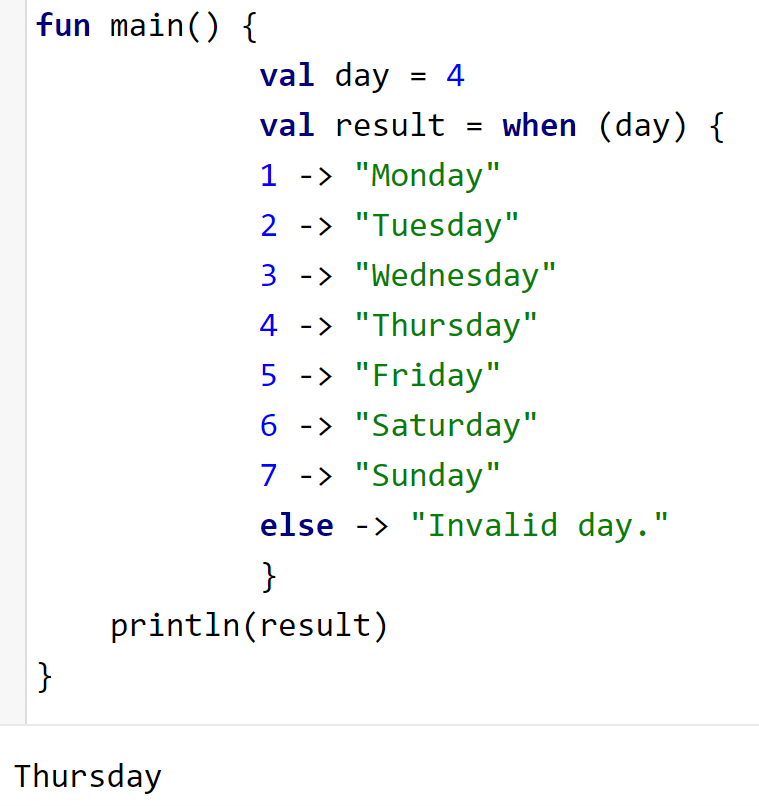 fun main() {
val day = 4
val result = when (day) {
1 -> "Monday"
2 -> "Tuesday"
3 -> "Wednesday"
4 -> "Thursday"
5 -> "Friday"
6 -> "Saturday"
7 -> "Sunday"
else -> "Invalid day."
}
println(result)
}
Thursday